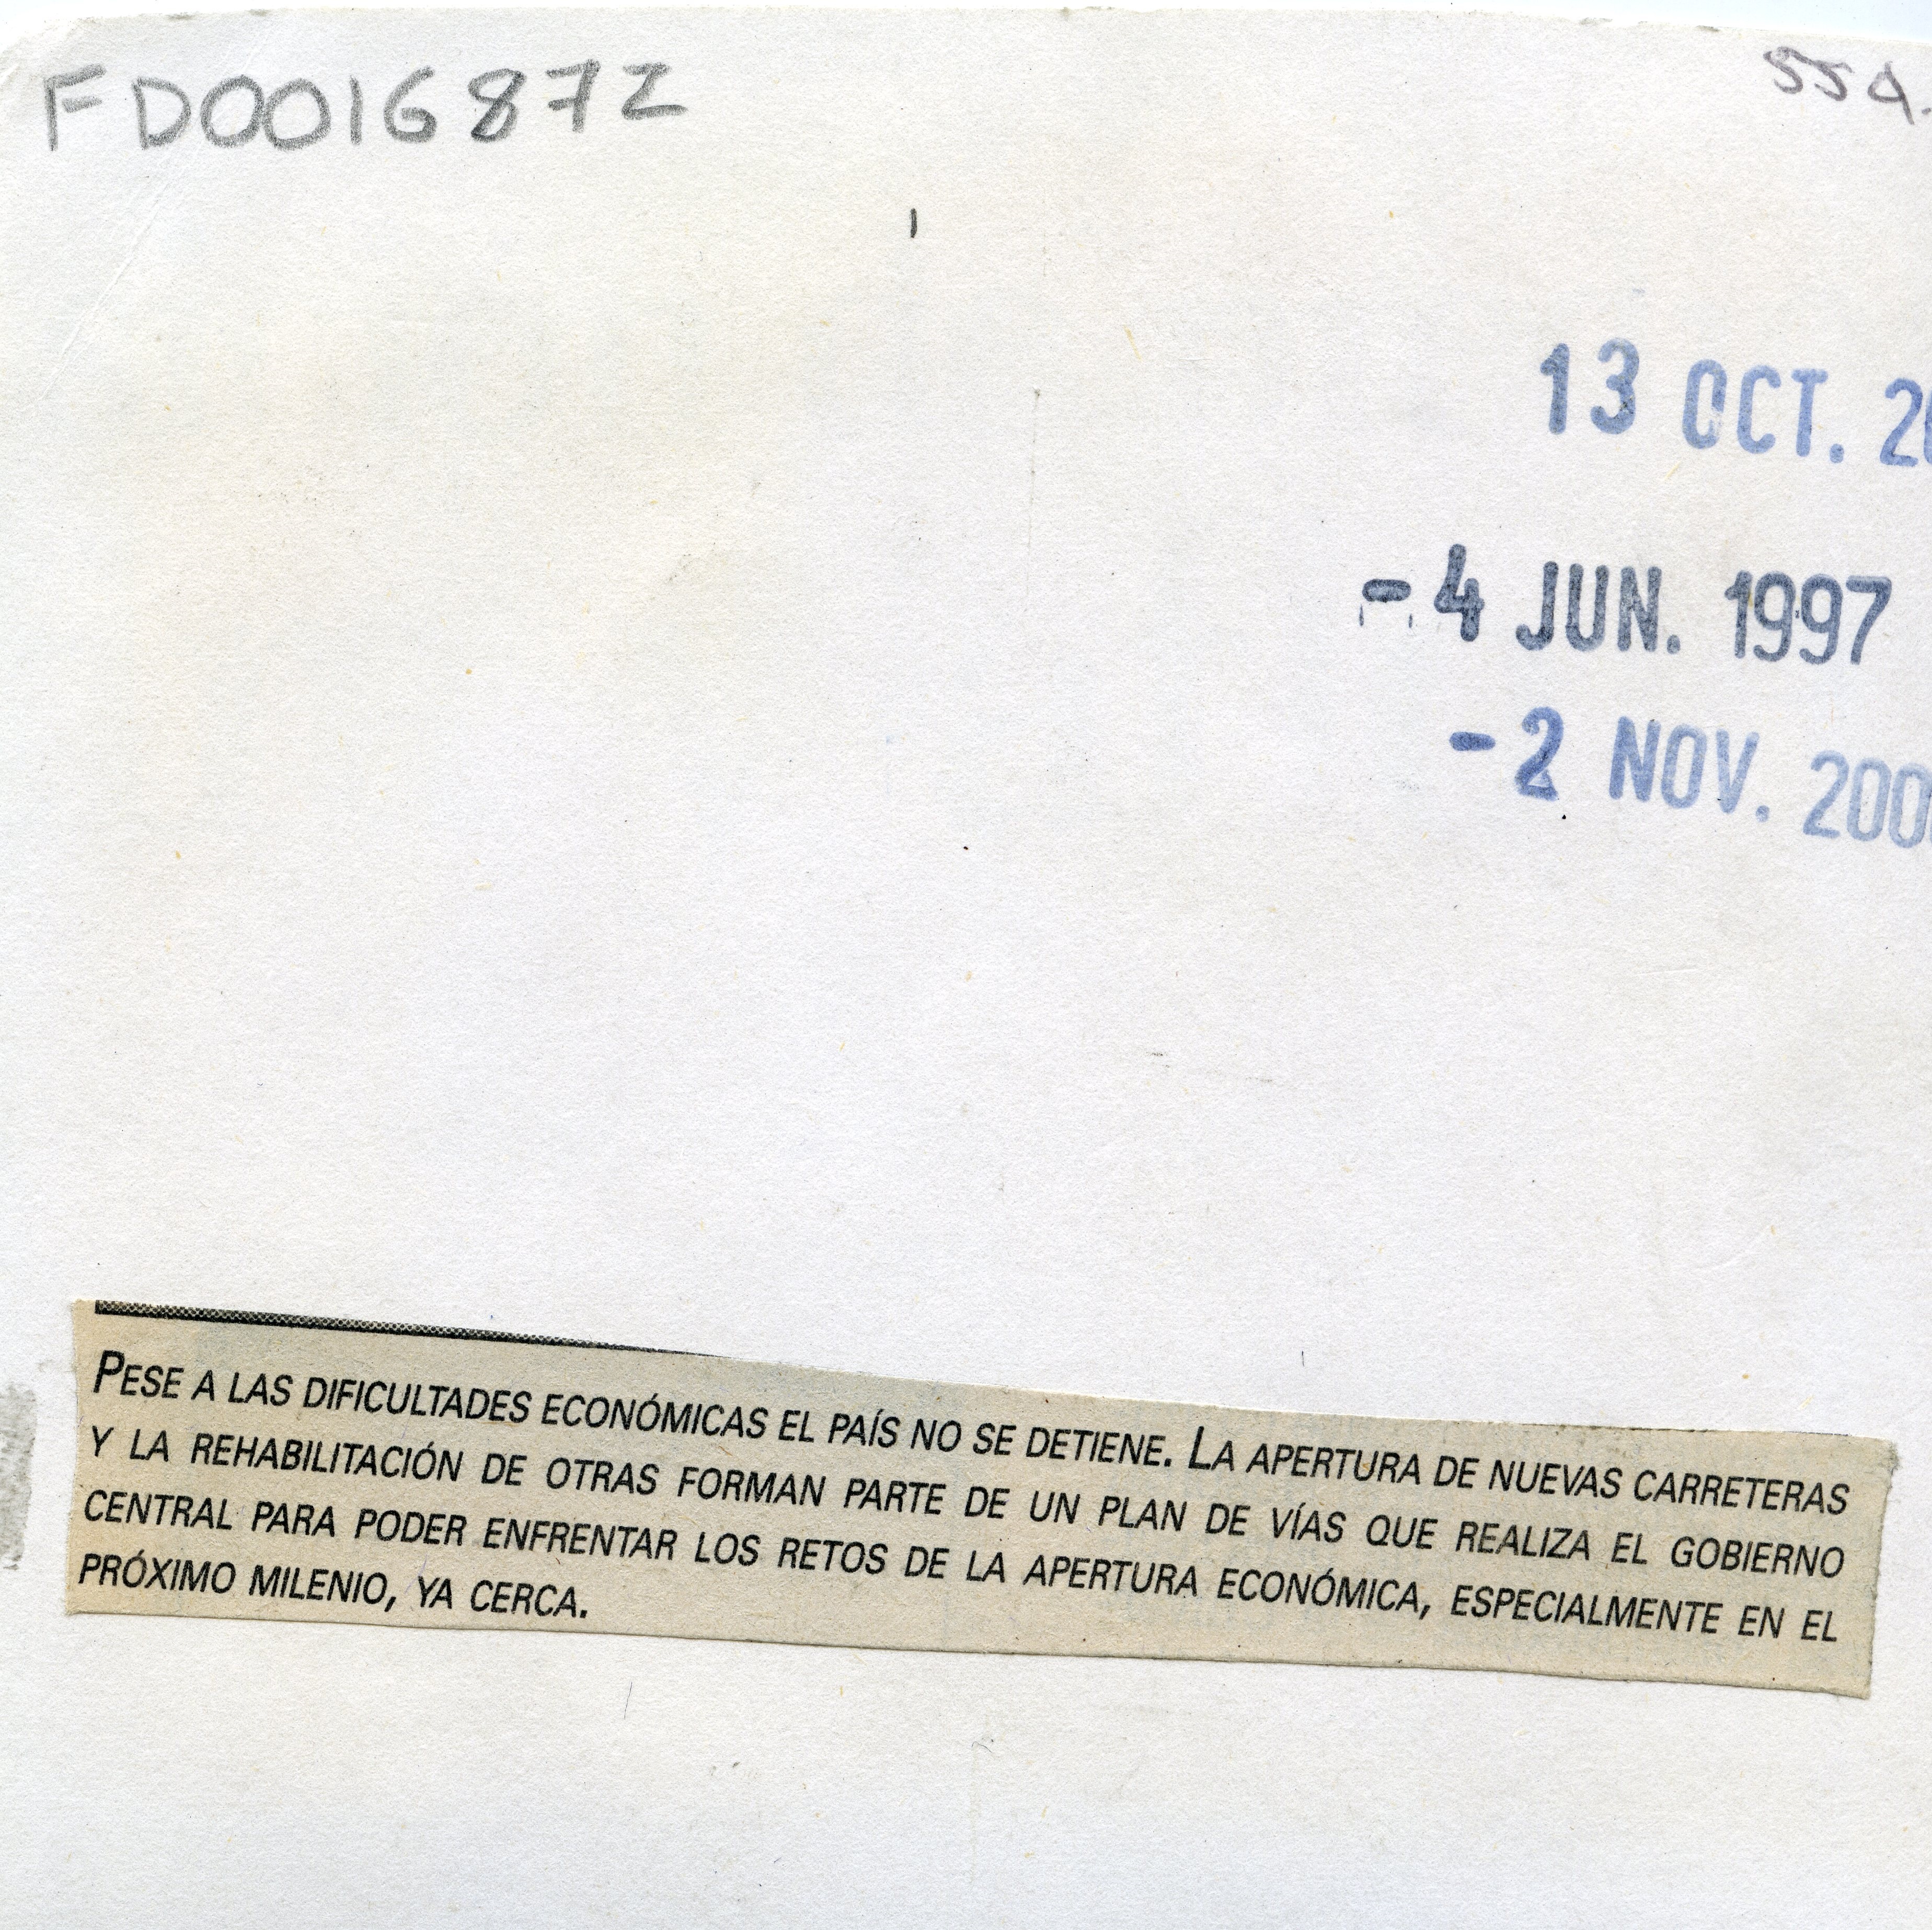 FD0016872
554.
13 OCT. 20
- 4 JUN. 1997
- 2 NOV. 200
PESE A LAS DIFICULTADES ECONÓMICAS EL PAÍS NO SE DETIENE. LA APERTURA DE NUEVAS CARRETERAS
Y LA REHABILITACIÓN DE OTRAS FORMAN PARTE DE UN PLAN DE VÍAS QUE REALIZA EL GOBIERNO
CENTRAL PARA PODER ENFRENTAR LOS RETOS DE LA APERTURA ECONÓMICA, ESPECIALMENTE EN EL
PRÓXIMO MILENIO, YA CERCA.